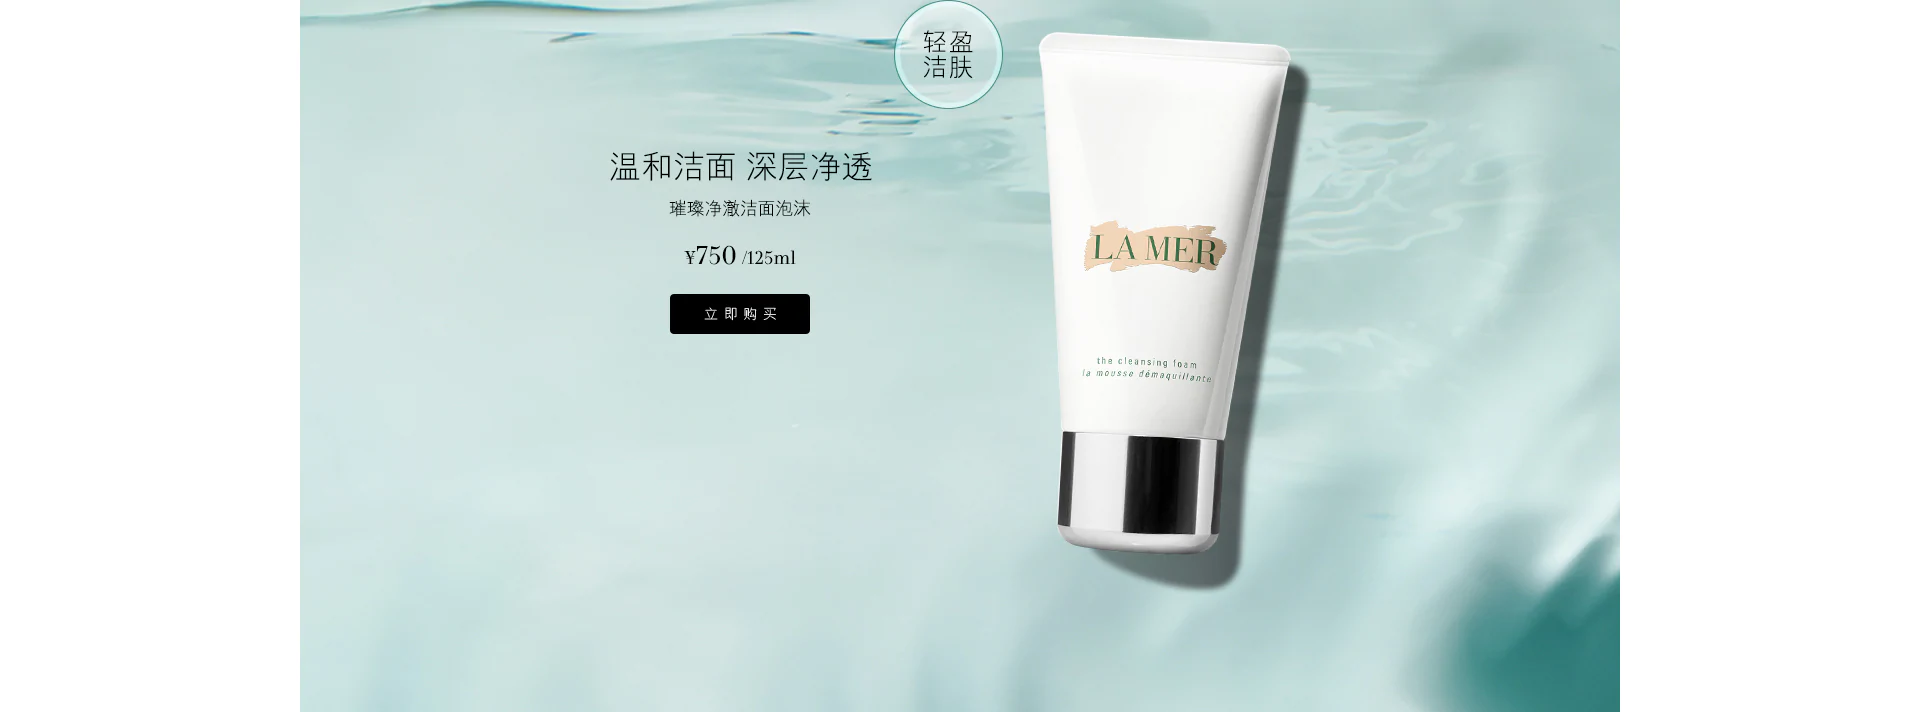 轻盈
洁肤
温和洁面 深层净透
璀璨净澈洁面泡沫
¥750 /125ml
立即购买
LA MER
the cleansing foam
la mousse démaquillante